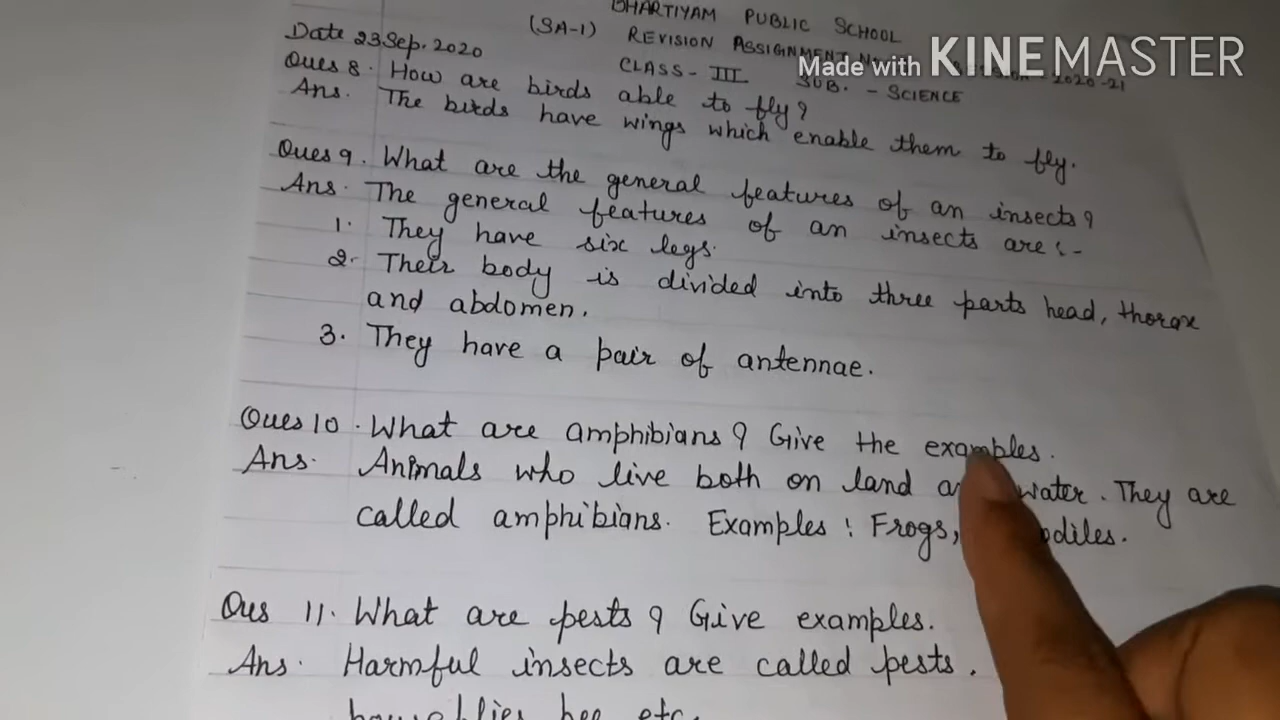 BHARTIYAM PUBLIC SCHOOL
(SA-1) REVISION ASSIGNMENT 2020-21
Made with KINEMASTER
Date 23 Sep. 2020
CLASS - III SUB. - SCIENCE
Ques 8. How are birds able to fly?
Ans. The birds have wings which enable them to fly.
Ques 9. What are the general features of an insects?
Ans. The general features of an insects are :-
1. They have six legs.
2. Their body is divided into three parts head, thorax
and abdomen.
3. They have a pair of antennae.
Ques 10. What are amphibians? Give the examples.
Ans. Animals who live both on land water. They are
called amphibians. Examples : Frogs,
Ous 11. What are pests? Give examples.
Ans. Harmful insects are called pests.
bee etc.